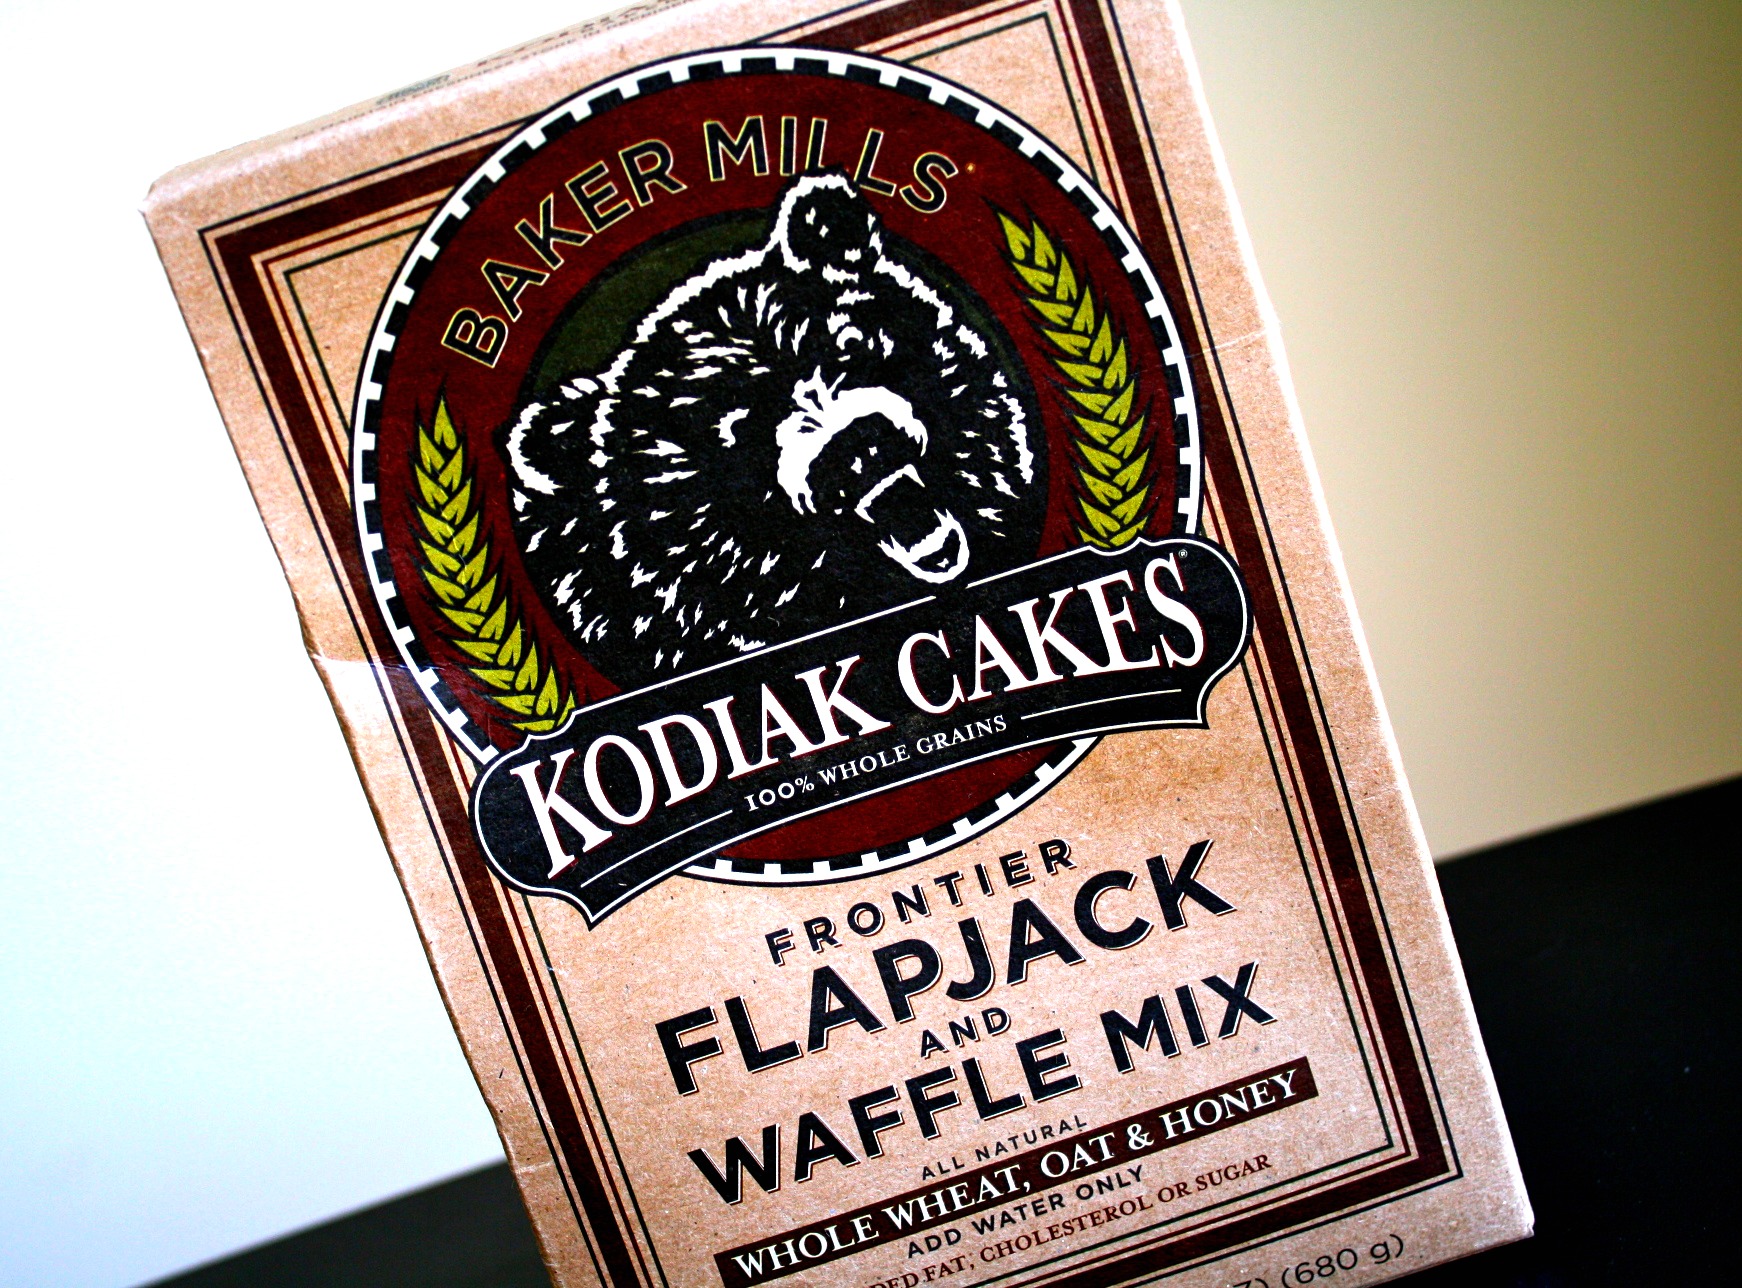 BAKER MILLS
KODIAK CAKES®
100% WHOLE GRAINS
FRONTIER
FLAPJACK
AND
WAFFLE MIX
ALL NATURAL
WHOLE WHEAT, OAT & HONEY
ADD WATER ONLY
FAT, CHOLESTEROL OR SUGAR
(680 g)